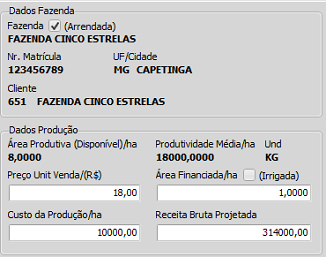 Dados Fazenda
Fazenda (Arrendada)
FAZENDA CINCO ESTRELAS
Nr. Matrícula UF/Cidade
123456789 MG CAPETINGA
Cliente
651 FAZENDA CINCO ESTRELAS
Dados Produção
Área Produtiva (Disponível)/ha Produtividade Média/ha Und
8,0000 18000,0000 KG
Preço Unit Venda/(R$) Área Financiada/ha (Irrigada)
18,00 1,0000
Custo da Produção/ha Receita Bruta Projetada
10000,00 314000,00